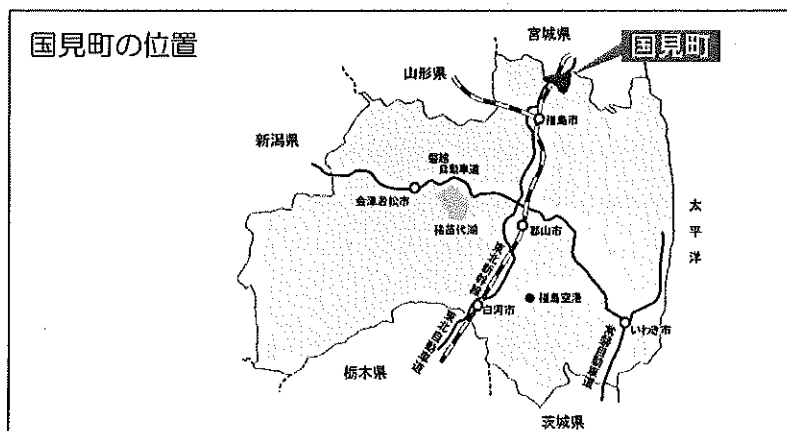 国見町の位置
宮城県
国見町
山形県
福島市
新潟県
磐越
自動車道
会津若松市
猪苗代湖
太平洋
郡山市
東北新幹線
福島空港
白河市
いわき市
東北自動車道
常磐自動車道
栃木県
茨城県